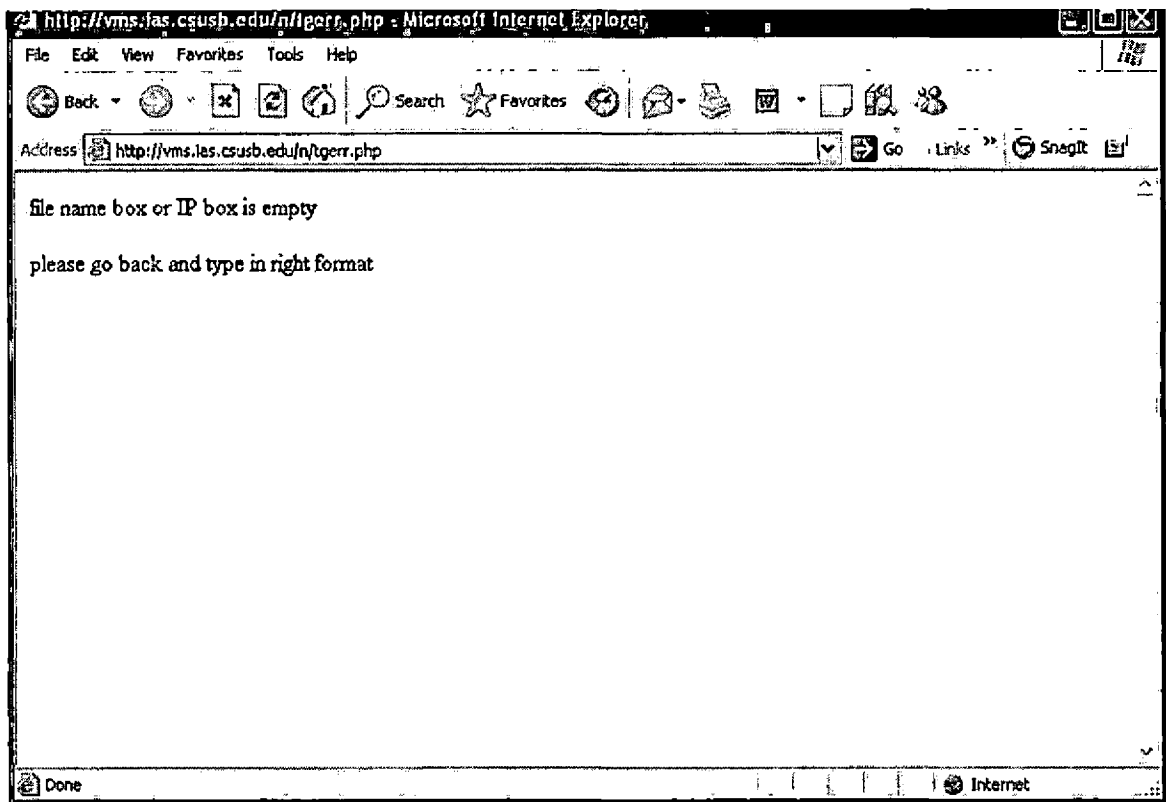 http://vms.ias.csusb.edu/n/tgerr.php - Microsoft Internet Explorer
File Edit View Favorites Tools Help
Back Search Favorites
Address http://vms.ias.csusb.edu/n/tgerr.php Go Links » SnagIt
file name box or IP box is empty
please go back and type in right format
Done Internet